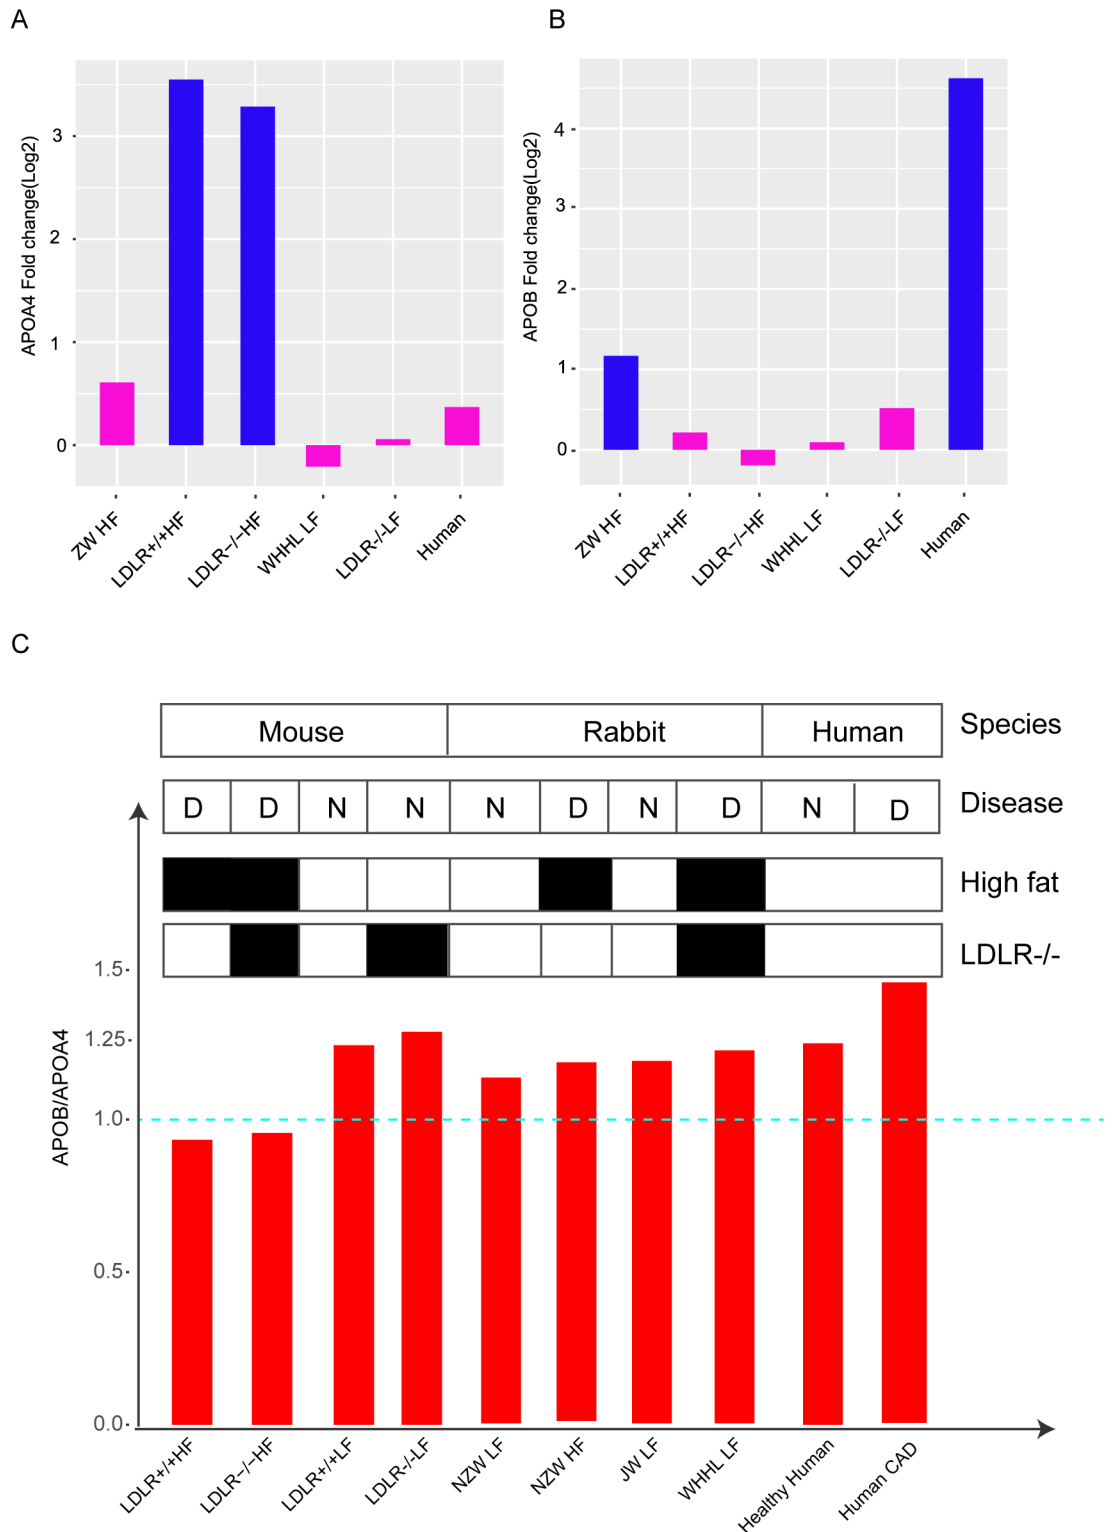 A
APOA4 Fold change(Log2)
3
2
1
0
ZW HF
LDLR+/+HF
LDLR−/−HF
WHHL LF
LDLR-/-LF
Human
B
APOB Fold change(Log2)
4
3
2
1
0
ZW HF
LDLR+/+HF
LDLR−/−HF
WHHL LF
LDLR-/-LF
Human
C
Mouse Rabbit Human Species
D D N N N D N D N D Disease
High fat
LDLR-/-
APOB/APOA4
1.5
1.25
1.0
0.5
0.0
LDLR+/+HF
LDLR−/−HF
LDLR+/+LF
LDLR-/-LF
NZW LF
NZW HF
JW LF
WHHL LF
Healthy Human
Human CAD